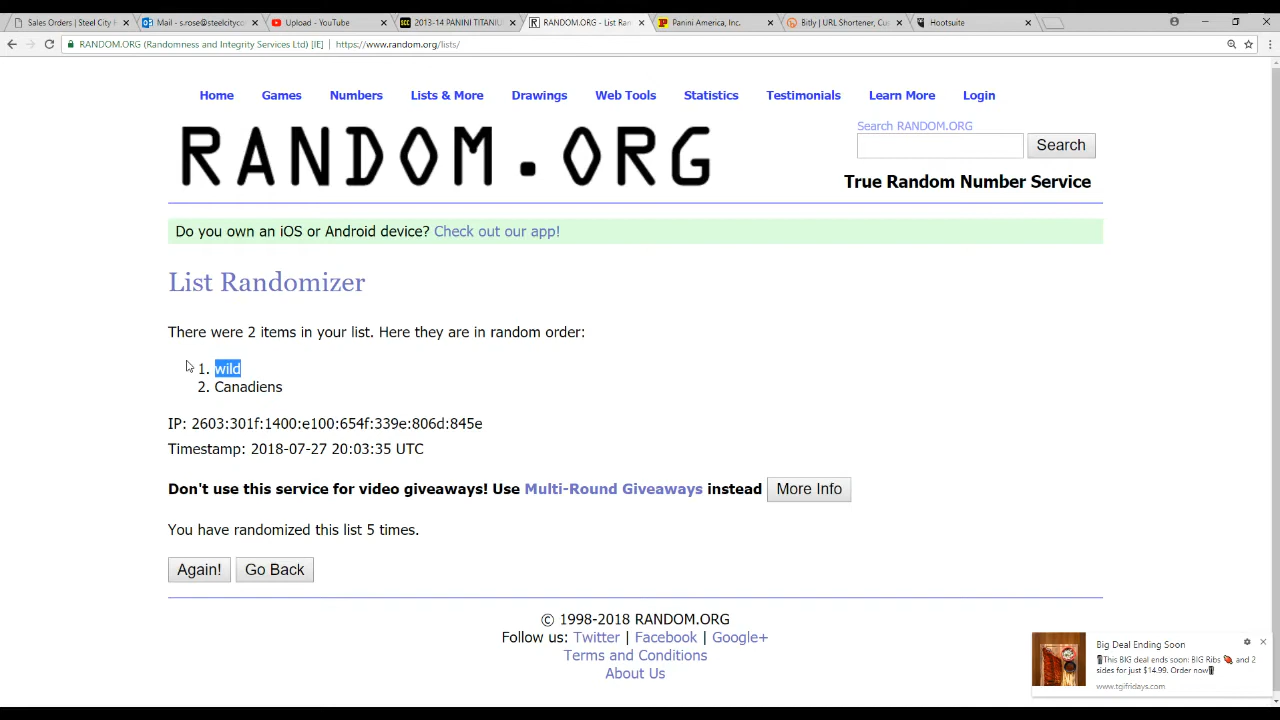 Sales Orders | Steel City
Mail - s.rose@steelcityco
Upload - YouTube
2013-14 PANINI TITANIUM
RANDOM.ORG - List Ran
Panini America, Inc.
Bitly | URL Shortener, Cus
Hootsuite
RANDOM.ORG (Randomness and Integrity Services Ltd) [IE] | https://www.random.org/lists/
Home Games Numbers Lists & More Drawings Web Tools Statistics Testimonials Learn More Login
RANDOM.ORG
Search RANDOM.ORG
Search
True Random Number Service
Do you own an iOS or Android device? Check out our app!
List Randomizer
There were 2 items in your list. Here they are in random order:
1. wild
2. Canadiens
IP: 2603:301f:1400:e100:654f:339e:806d:845e
Timestamp: 2018-07-27 20:03:35 UTC
Don't use this service for video giveaways! Use Multi-Round Giveaways instead More Info
You have randomized this list 5 times.
Again! Go Back
© 1998-2018 RANDOM.ORG
Follow us: Twitter | Facebook | Google+
Terms and Conditions
About Us
Big Deal Ending Soon
This BIG deal ends soon: BIG Ribs and 2
sides for just $14.99. Order now
www.tgifridays.com